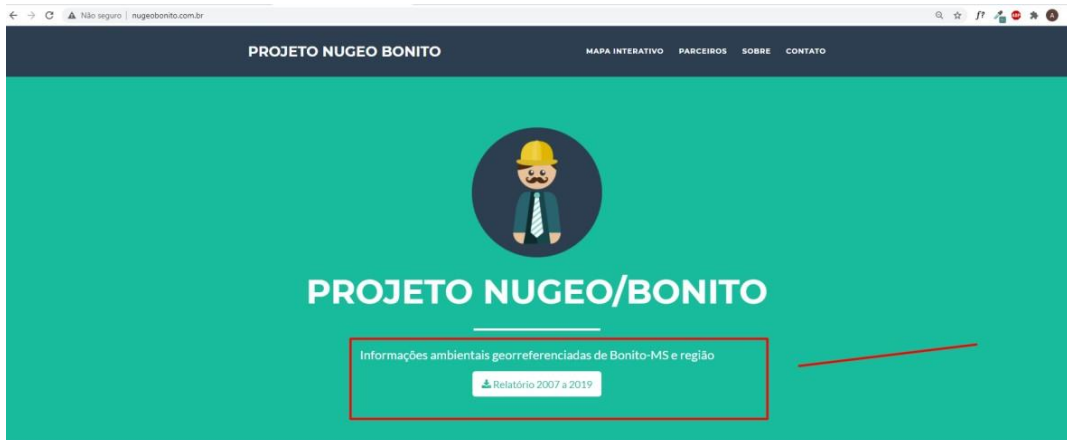 Não seguro | nugeobonito.com.br
PROJETO NUGEO BONITO MAPA INTERATIVO PARCEIROS SOBRE CONTATO
PROJETO NUGEO/BONITO
Informações ambientais georreferenciadas de Bonito-MS e região
Relatório 2007 a 2019